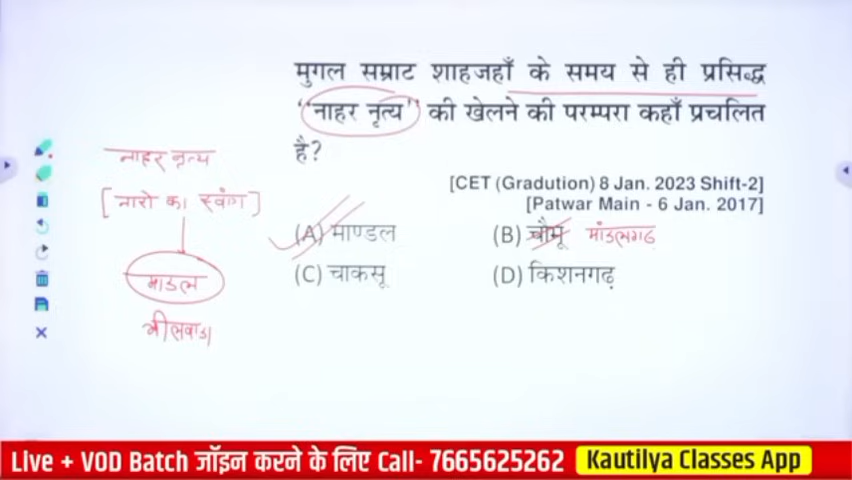 मुगल सम्राट शाहजहाँ के समय से ही प्रसिद्ध
"नाहर नृत्य" की खेलने की परम्परा कहाँ प्रचलित
है?
[CET (Gradution) 8 Jan. 2023 Shift-2]
[Patwar Main - 6 Jan. 2017]
(A) माण्डल
(B) चौमू मांडलगढ
(C) चाकसू
(D) किशनगढ़
नाहर नृत्य
[नारो का स्वांग]
मांडल
भीलवाडा
LIve + VOD Batch जॉइन करने के लिए Call- 7665625262 Kautilya Classes App